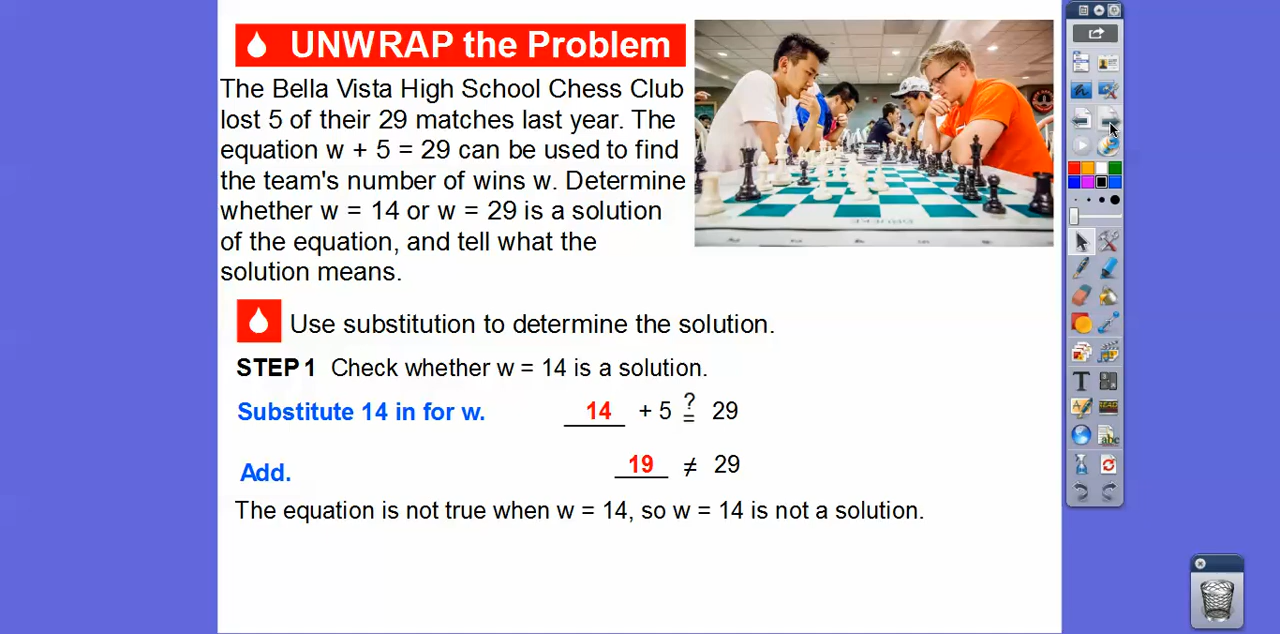 UNWRAP the Problem
The Bella Vista High School Chess Club
lost 5 of their 29 matches last year. The
equation w + 5 = 29 can be used to find
the team's number of wins w. Determine
whether w = 14 or w = 29 is a solution
of the equation, and tell what the
solution means.
Use substitution to determine the solution.
STEP 1 Check whether w = 14 is a solution.
Substitute 14 in for w. 14 + 5 ≟ 29
Add. 19 ≠ 29
The equation is not true when w = 14, so w = 14 is not a solution.